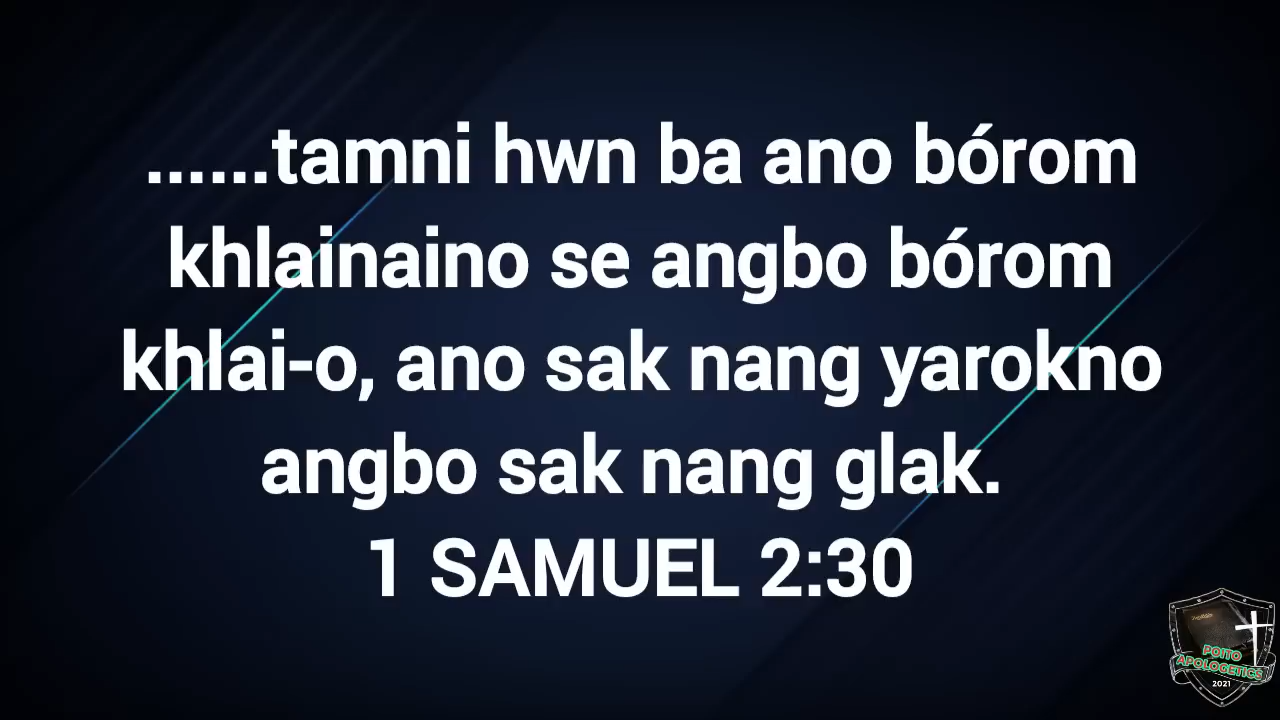 ......tamni hwn ba ano bórom
khlainaino se angbo bórom
khlai-o, ano sak nang yarokno
angbo sak nang glak.
1 SAMUEL 2:30
POITO
APOLOGETICS
2021